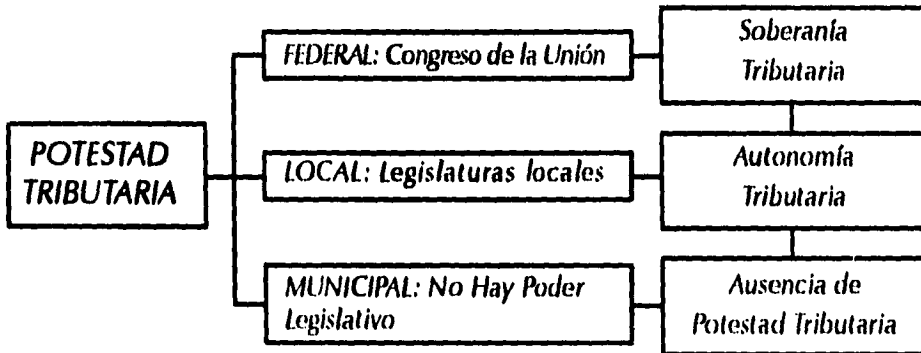 POTESTAD
TRIBUTARIA
FEDERAL: Congreso de la Unión
Soberanía
Tributaria
LOCAL: Legislaturas locales
Autonomía
Tributaria
MUNICIPAL: No Hay Poder
Legislativo
Ausencia de
Potestad Tributaria